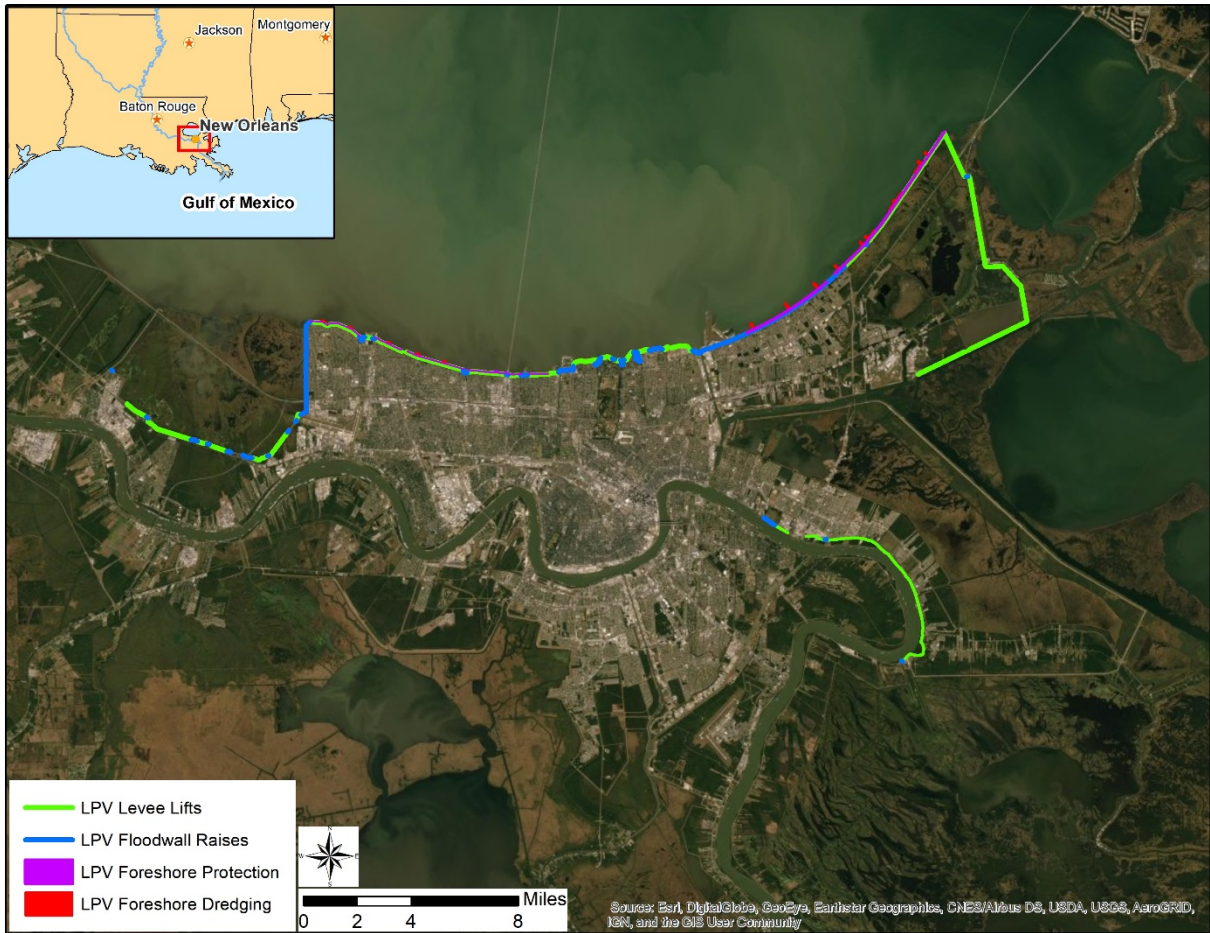 Jackson
Montgomery
Baton Rouge
New Orleans
Gulf of Mexico
LPV Levee Lifts
LPV Floodwall Raises
LPV Foreshore Protection
LPV Foreshore Dredging
N
W E
S
Miles
0 2 4 8
Source: Esri, DigitalGlobe, GeoEye, Earthstar Geographics, CNES/Airbus DS, USDA, USGS, AeroGRID,
IGN, and the GIS User Community